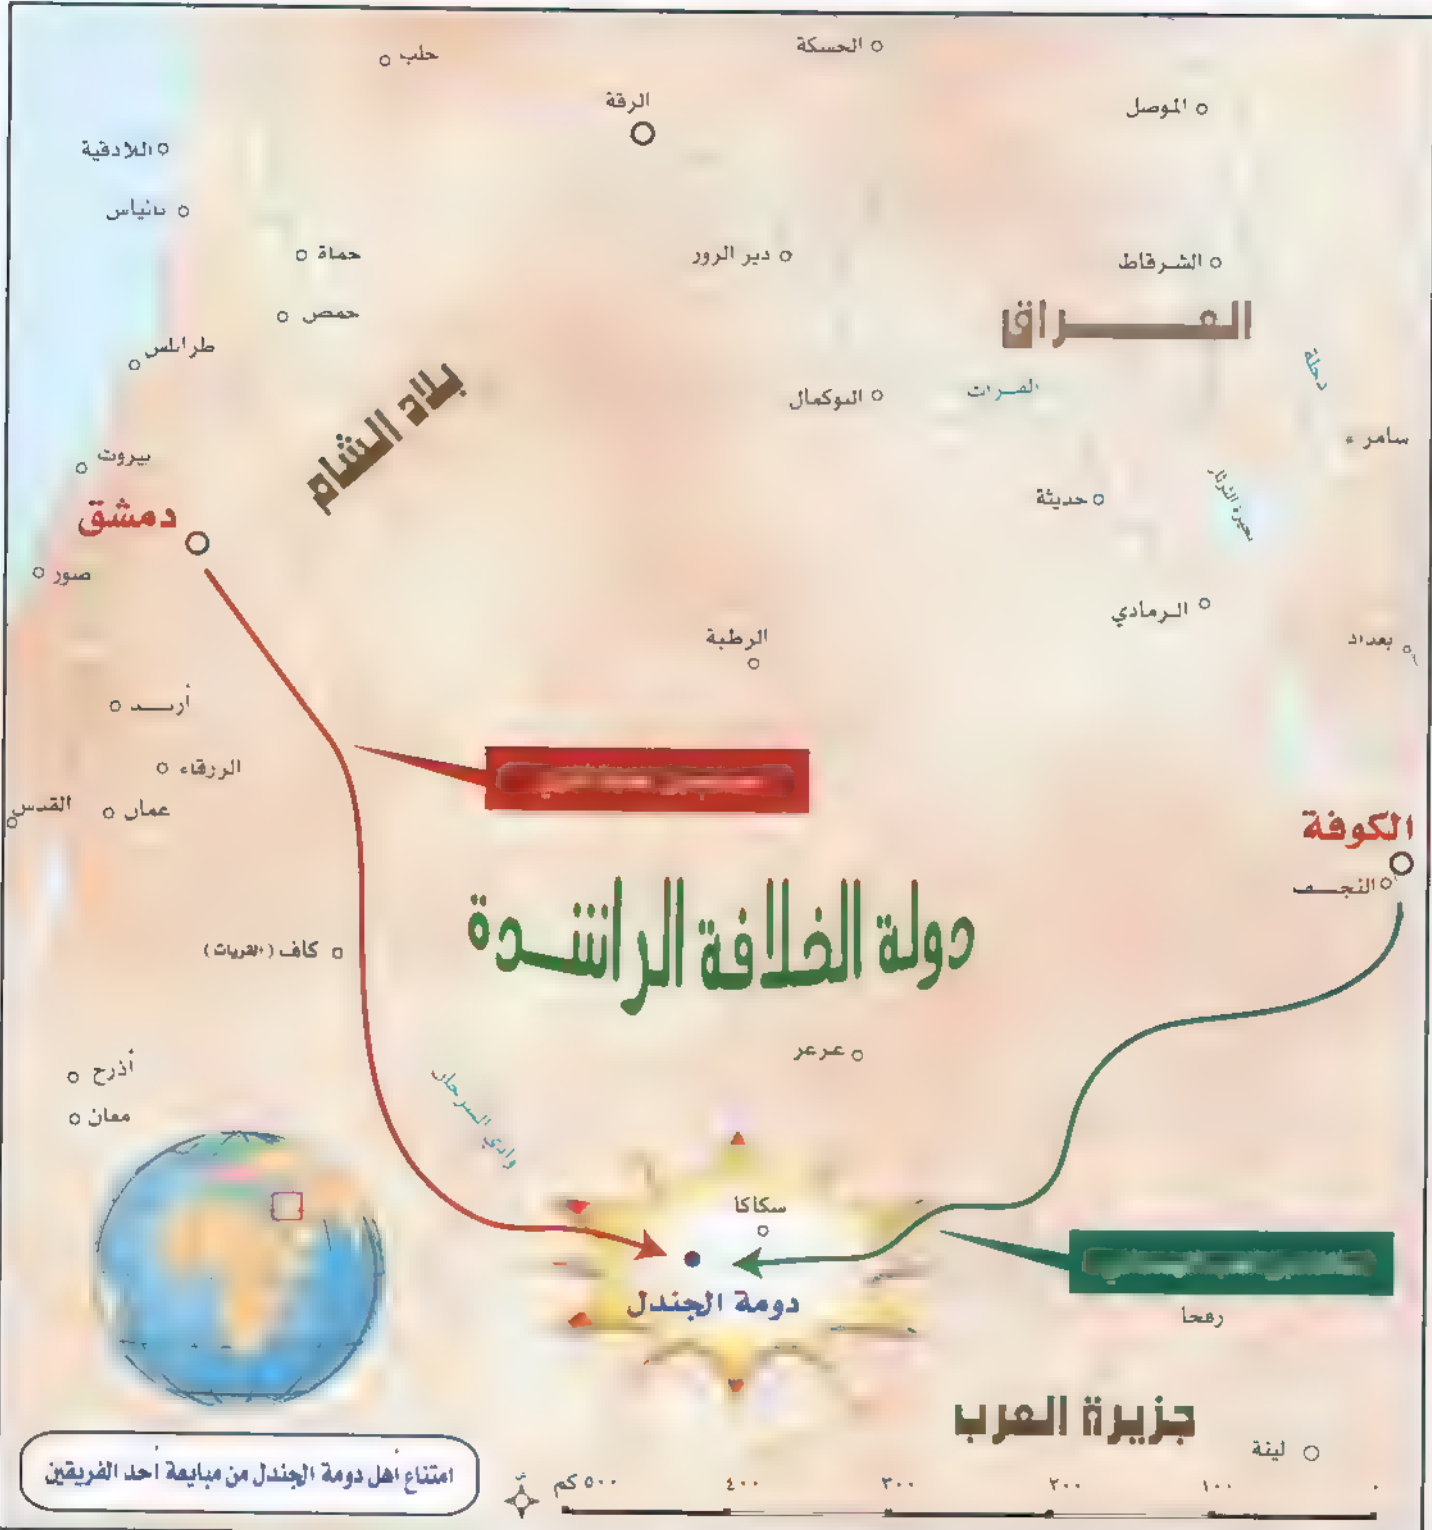 حلب
الحسكة
الرقة
الموصل
اللاذقية
بانياس
حماة
دير الزور
الشرقاط
حمص
العراق
طرابلس
بلاد الشام
دجلة
الفرات
البوكمال
سامراء
بيروت
حديثة
بحيرة الثرثار
دمشق
صور
الرمادي
الرطبة
بغداد
أربد
الزرقاء
القدس
عمان
الكوفة
النجف
دولة الخلافة الراشدة
كاف (القريات)
عرعر
أذرح
وادي السرحان
معان
سكاكا
دومة الجندل
رفحا
جزيرة العرب
لينة
امتناع أهل دومة الجندل من مبايعة أحد الفريقين
٠ ١٠٠ ٢٠٠ ٣٠٠ ٤٠٠ ٥٠٠ كم